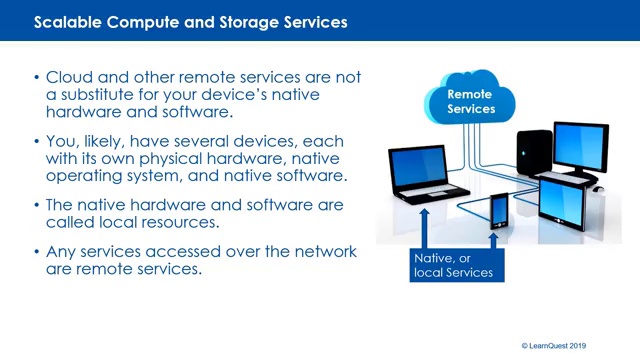 Scalable Compute and Storage Services
• Cloud and other remote services are not
a substitute for your device's native
hardware and software.
• You, likely, have several devices, each
with its own physical hardware, native
operating system, and native software.
• The native hardware and software are
called local resources.
• Any services accessed over the network
are remote services.
Remote
Services
Native, or
local Services
© LearnQuest 2019